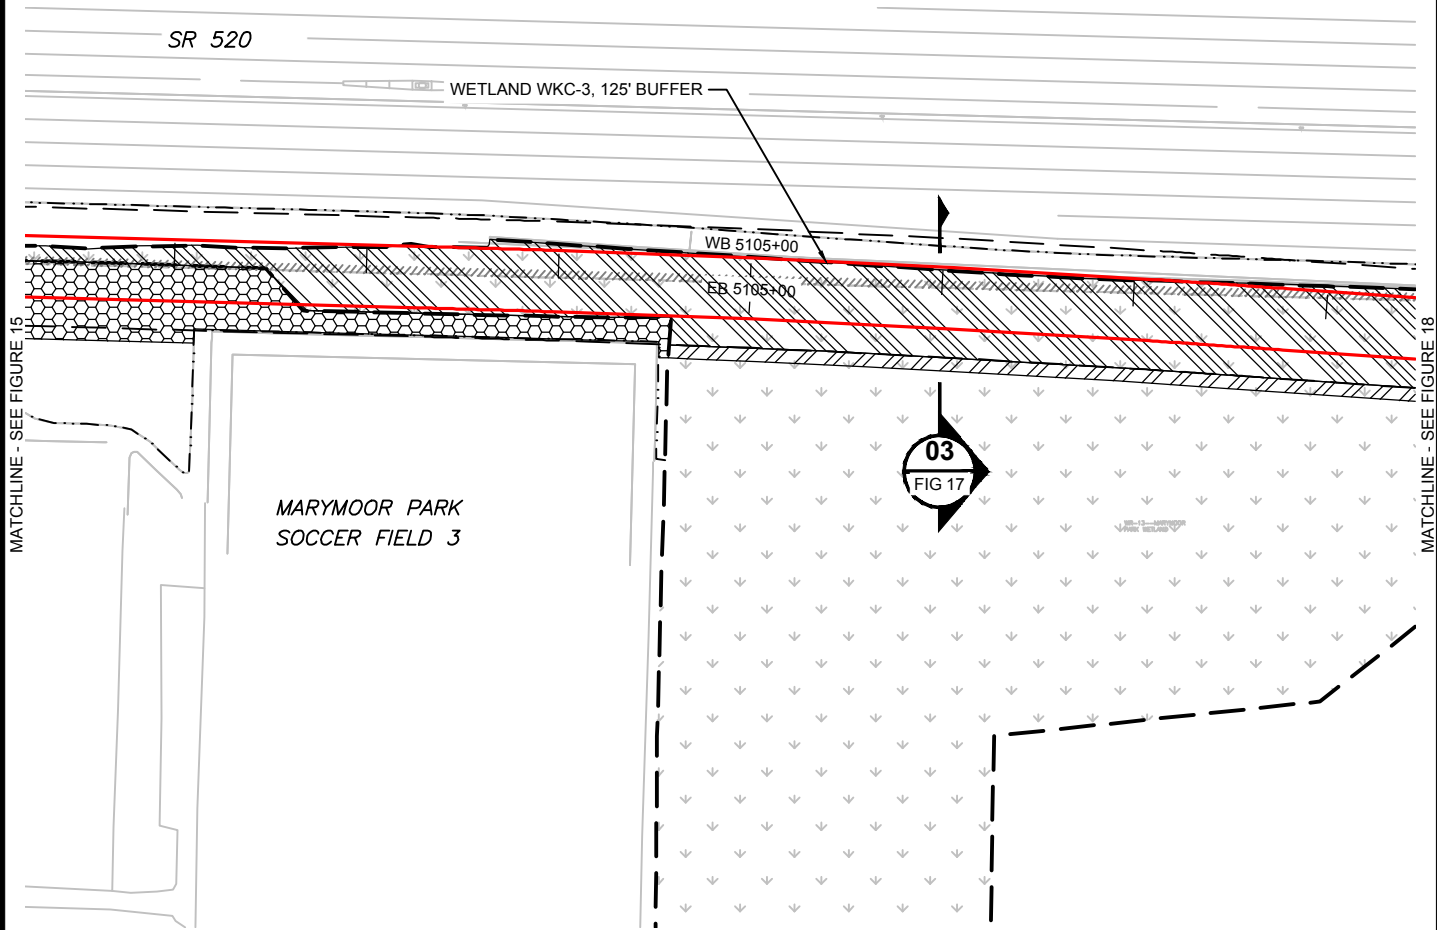 SR 520
WETLAND WKC-3, 125' BUFFER
WB 5105+00
EB 5105+00
MATCHLINE - SEE FIGURE 15
MATCHLINE - SEE FIGURE 18
03
FIG 17
MARYMOOR PARK
SOCCER FIELD 3